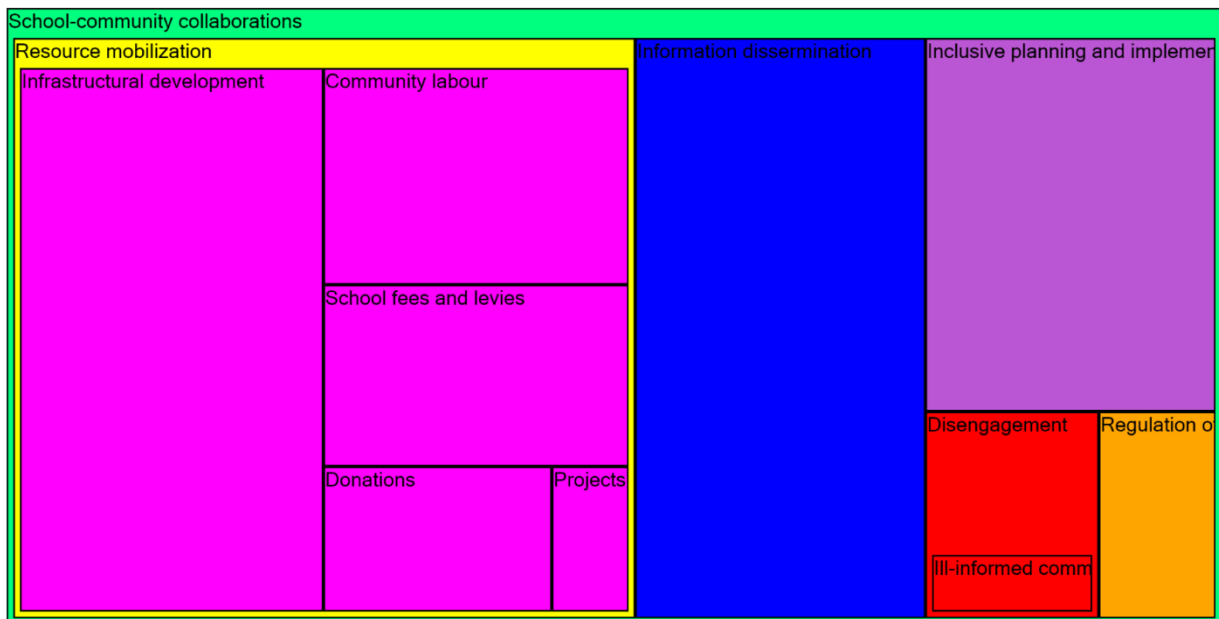 School-community collaborations
Resource mobilization
Information dissermination
Inclusive planning and implemer
Infrastructural development
Community labour
School fees and levies
Disengagement
Regulation o
Donations
Projects
Ill-informed comm